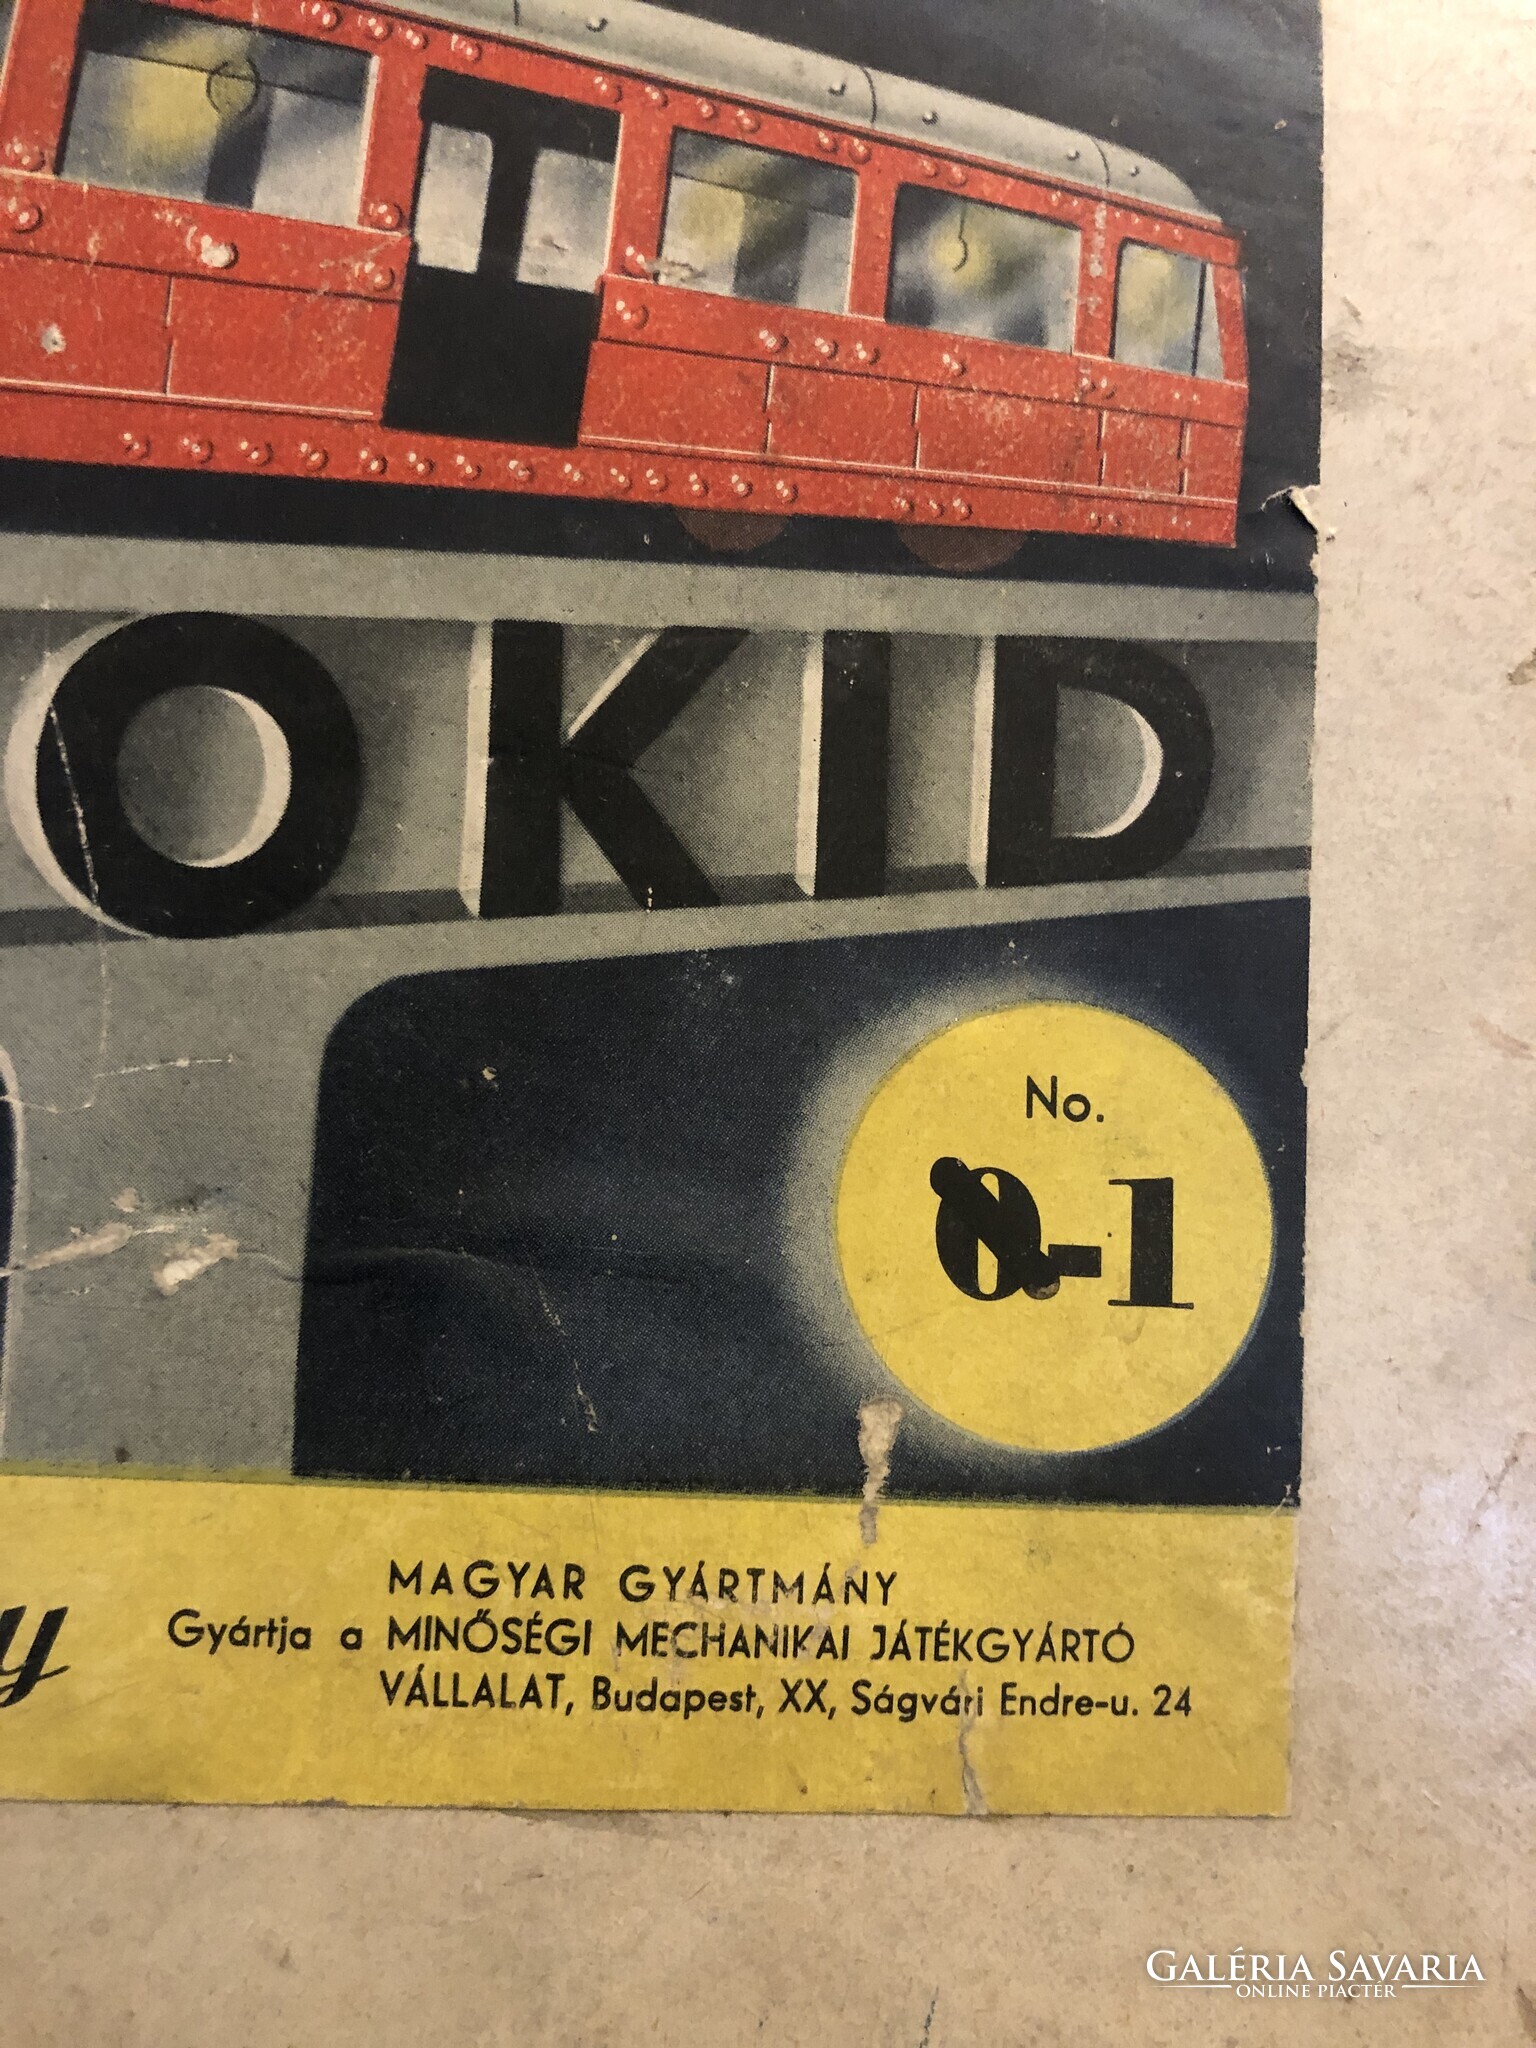 OKID
No.
0-1
y
MAGYAR GYÁRTMÁNY
Gyártja a MINŐSÉGI MECHANIKAI JÁTÉKGYÁRTÓ
VÁLLALAT, Budapest, XX, Ságvári Endre-u. 24
GALÉRIA SAVARIA
ONLINE PIACTÉR